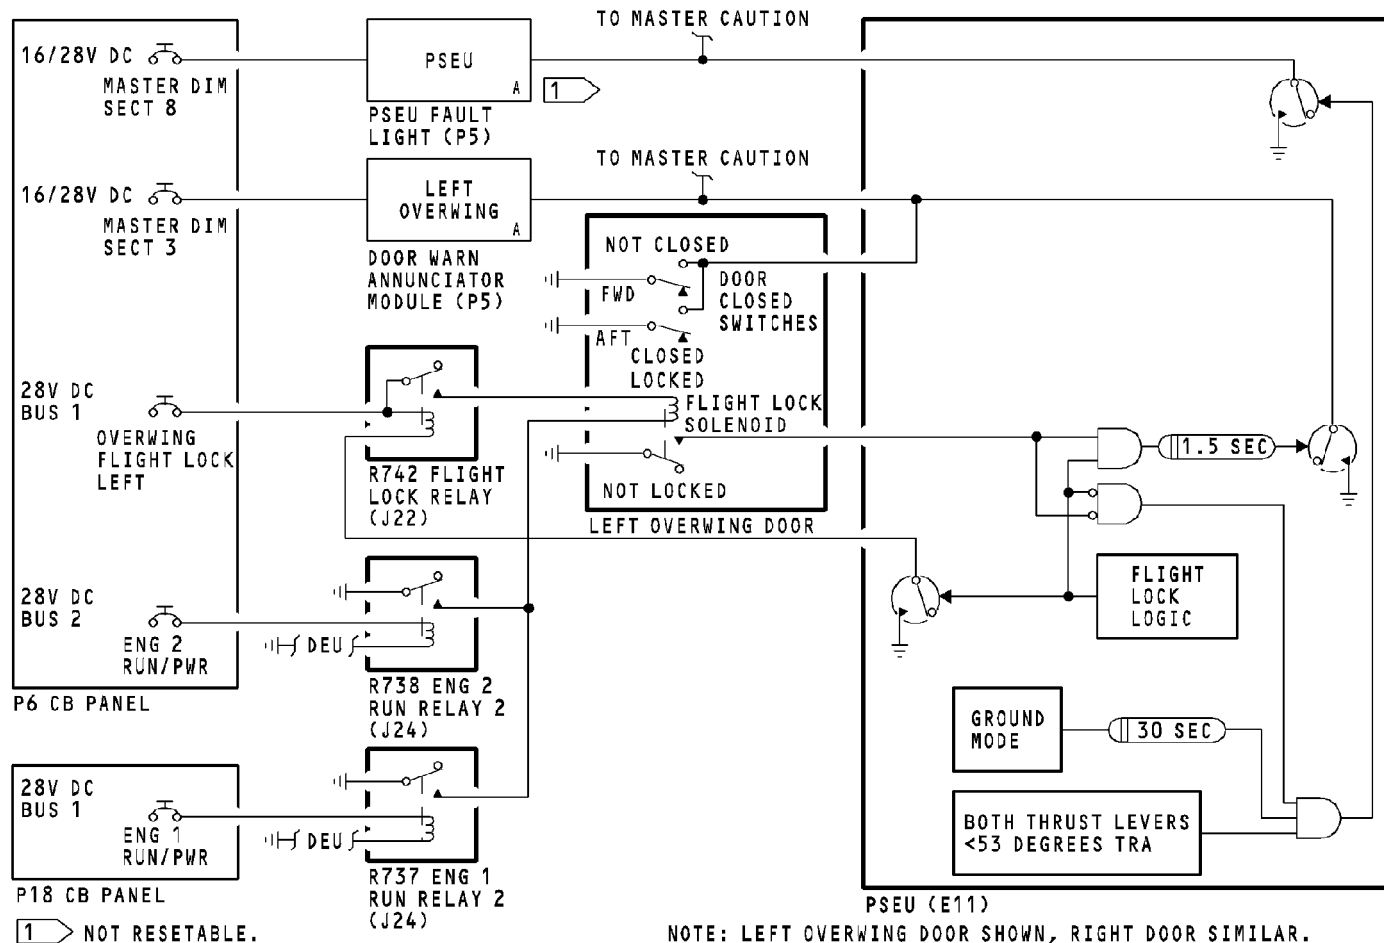 TO MASTER CAUTION
16/28V DC
MASTER DIM
SECT 8
PSEU
A
1
PSEU FAULT
LIGHT (P5)
TO MASTER CAUTION
16/28V DC
MASTER DIM
SECT 3
LEFT
OVERWING
A
DOOR WARN
ANNUNCIATOR
MODULE (P5)
NOT CLOSED
FWD
DOOR
CLOSED
SWITCHES
AFT
CLOSED
LOCKED
28V DC
BUS 1
OVERWING
FLIGHT LOCK
LEFT
FLIGHT LOCK
SOLENOID
R742 FLIGHT
LOCK RELAY
(J22)
NOT LOCKED
LEFT OVERWING DOOR
1.5 SEC
FLIGHT
LOCK
LOGIC
28V DC
BUS 2
ENG 2
RUN/PWR
DEU
P6 CB PANEL
R738 ENG 2
RUN RELAY 2
(J24)
GROUND
MODE
30 SEC
28V DC
BUS 1
ENG 1
RUN/PWR
DEU
BOTH THRUST LEVERS
<53 DEGREES TRA
P18 CB PANEL
R737 ENG 1
RUN RELAY 2
(J24)
PSEU (E11)
1 NOT RESETABLE.
NOTE: LEFT OVERWING DOOR SHOWN, RIGHT DOOR SIMILAR.